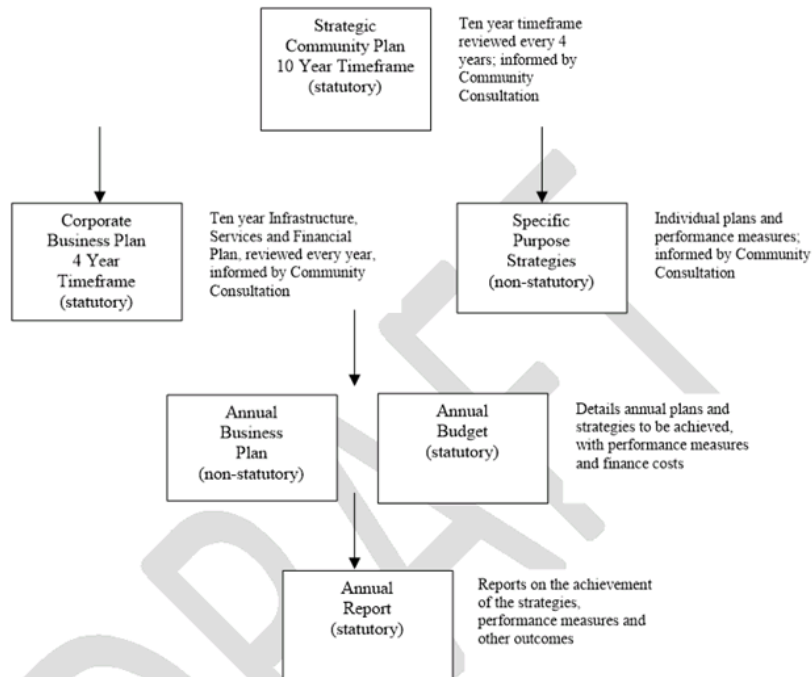 Strategic
Community Plan
10 Year Timeframe
(statutory)
Ten year timeframe
reviewed every 4
years; informed by
Community
Consultation
Corporate
Business Plan
4 Year
Timeframe
(statutory)
Ten year Infrastructure,
Services and Financial
Plan, reviewed every year,
informed by Community
Consultation
Specific
Purpose
Strategies
(non-statutory)
Individual plans and
performance measures;
informed by Community
Consultation
Annual
Business
Plan
(non-statutory)
Annual
Budget
(statutory)
Details annual plans and
strategies to be achieved,
with performance measures
and finance costs
Annual
Report
(statutory)
Reports on the achievement
of the strategies,
performance measures and
other outcomes
DRAFT